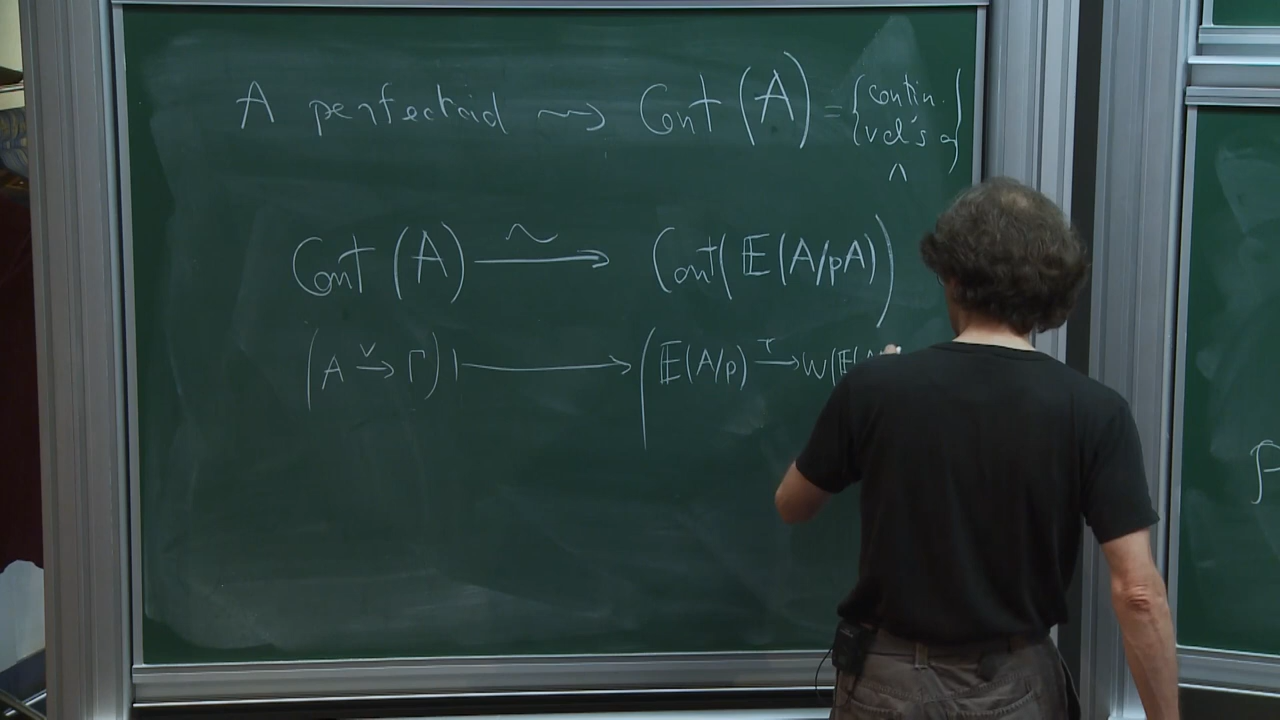 A perfectoid ⇝ Cont (A) = {contin. val's of
A
Cont (A) ⥲ Cont(𝔼(A/pA))
(A →ᵛ Γ) ⟼ (𝔼(A/p) →^τ W(𝔼(A